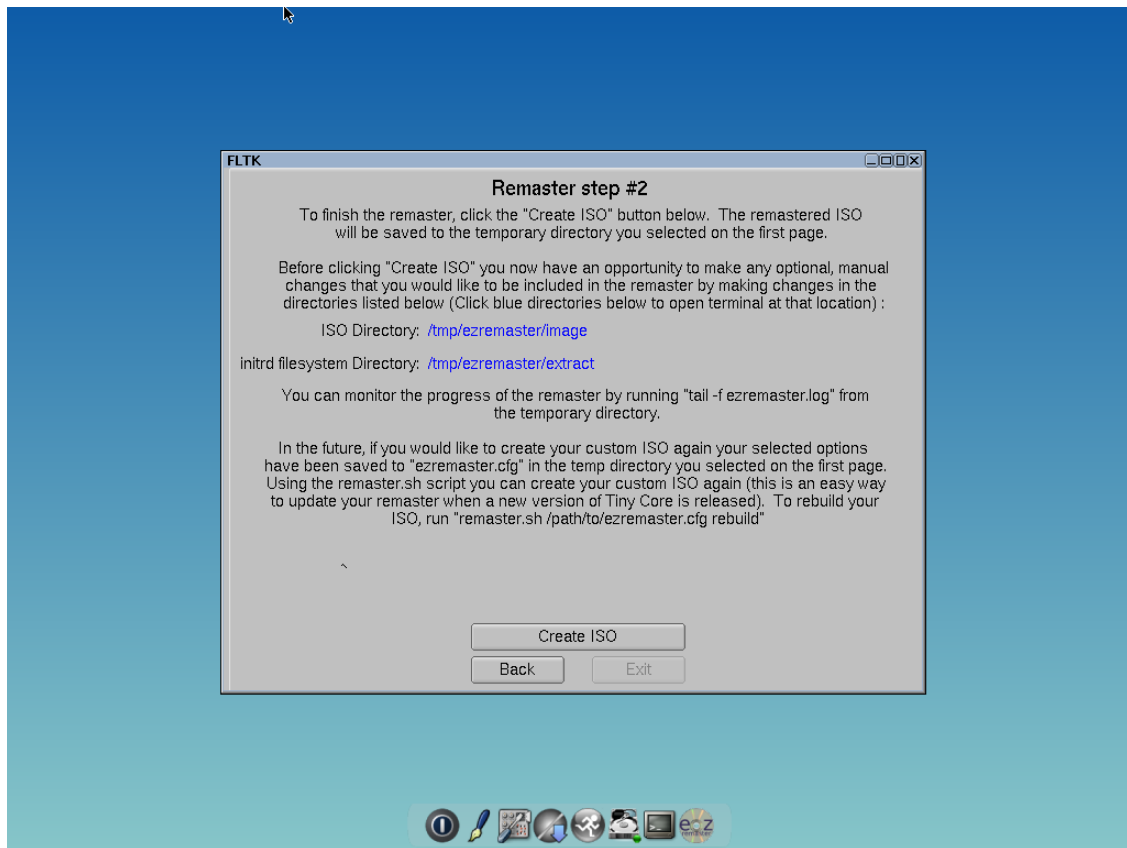 FLTK
Remaster step #2
To finish the remaster, click the "Create ISO" button below. The remastered ISO
will be saved to the temporary directory you selected on the first page.
Before clicking "Create ISO" you now have an opportunity to make any optional, manual
changes that you would like to be included in the remaster by making changes in the
directories listed below (Click blue directories below to open terminal at that location) :
ISO Directory: /tmp/ezremaster/image
initrd filesystem Directory: /tmp/ezremaster/extract
You can monitor the progress of the remaster by running "tail -f ezremaster.log" from
the temporary directory.
In the future, if you would like to create your custom ISO again your selected options
have been saved to "ezremaster.cfg" in the temp directory you selected on the first page.
Using the remaster.sh script you can create your custom ISO again (this is an easy way
to update your remaster when a new version of Tiny Core is released). To rebuild your
ISO, run "remaster.sh /path/to/ezremaster.cfg rebuild"
Create ISO
Back Exit